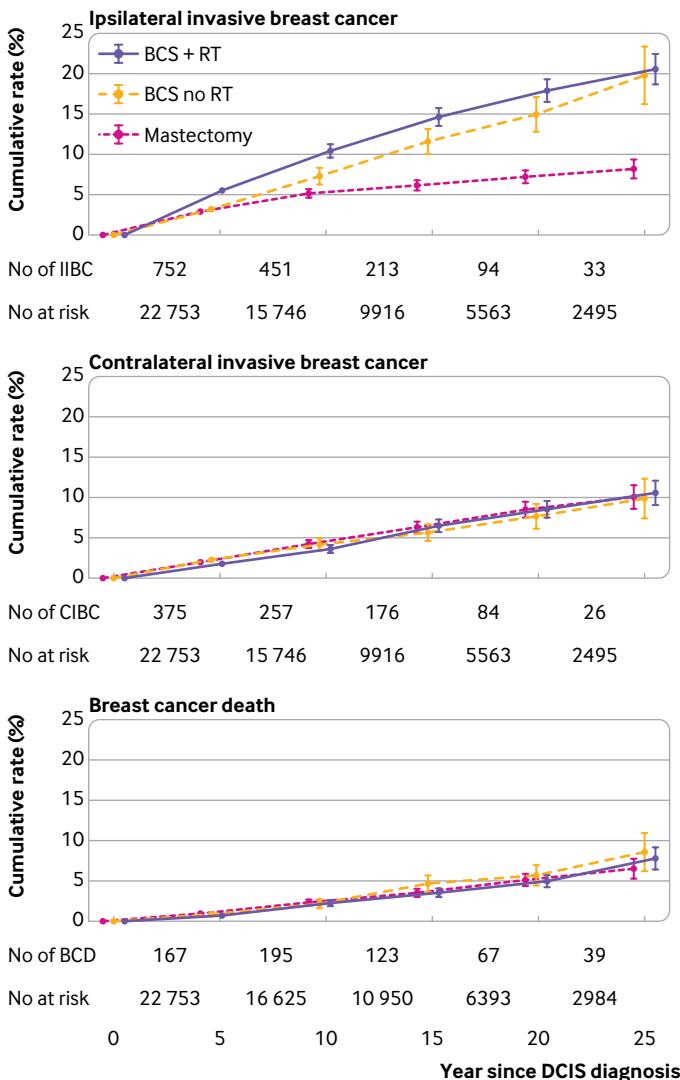 Ipsilateral invasive breast cancer
Cumulative rate (%)
25
20
15
10
5
0
BCS + RT
BCS no RT
Mastectomy
No of IIBC 752 451 213 94 33
No at risk 22 753 15 746 9916 5563 2495
Contralateral invasive breast cancer
Cumulative rate (%)
25
20
15
10
5
0
No of CIBC 375 257 176 84 26
No at risk 22 753 15 746 9916 5563 2495
Breast cancer death
Cumulative rate (%)
25
20
15
10
5
0
No of BCD 167 195 123 67 39
No at risk 22 753 16 625 10 950 6393 2984
0 5 10 15 20 25
Year since DCIS diagnosis